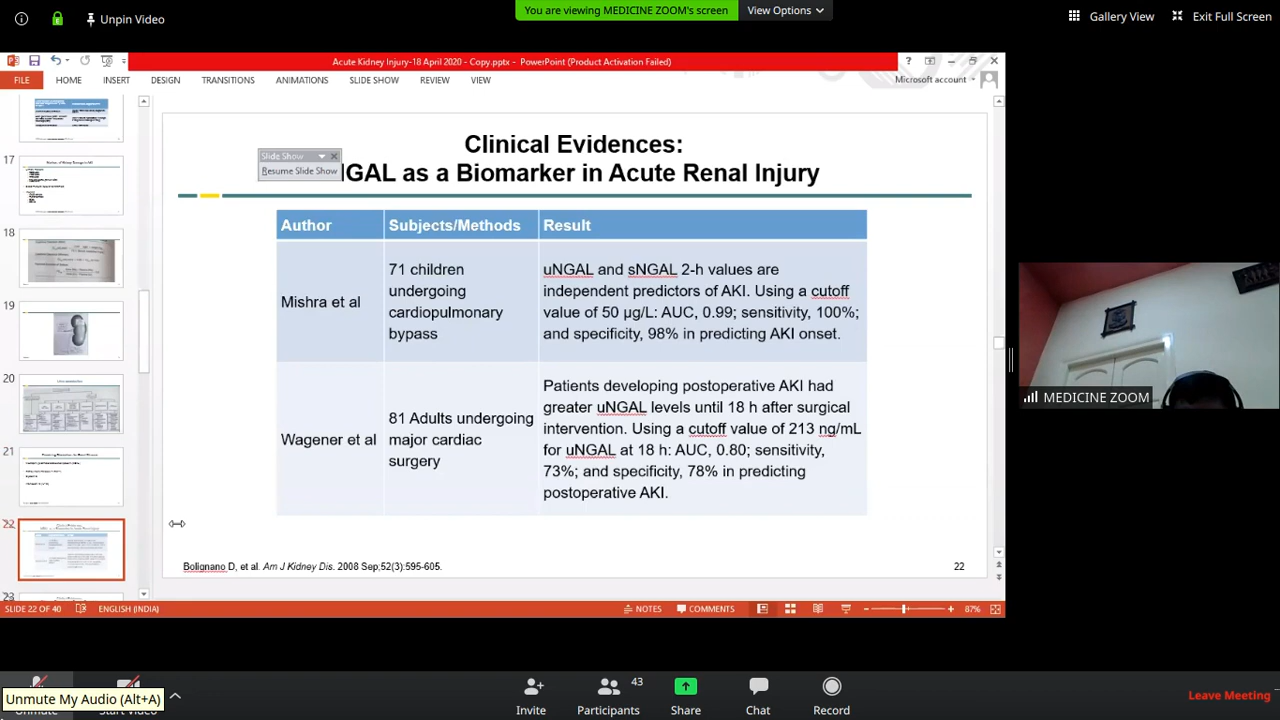 Unpin Video
You are viewing MEDICINE ZOOM's screen
View Options
Gallery View
Exit Full Screen
Acute Kidney Injury-18 April 2020 - Copy.pptx - PowerPoint (Product Activation Failed)
FILE
HOME
INSERT
DESIGN
TRANSITIONS
ANIMATIONS
SLIDE SHOW
REVIEW
VIEW
Microsoft account
17
18
19
20
21
22
Slide Show
Resume Slide Show
Clinical Evidences:
NGAL as a Biomarker in Acute Renal Injury
Author
Subjects/Methods
Result
Mishra et al
71 children
undergoing
cardiopulmonary
bypass
uNGAL and sNGAL 2-h values are
independent predictors of AKI. Using a cutoff
value of 50 µg/L: AUC, 0.99; sensitivity, 100%;
and specificity, 98% in predicting AKI onset.
Wagener et al
81 Adults undergoing
major cardiac
surgery
Patients developing postoperative AKI had
greater uNGAL levels until 18 h after surgical
intervention. Using a cutoff value of 213 ng/mL
for uNGAL at 18 h: AUC, 0.80; sensitivity,
73%; and specificity, 78% in predicting
postoperative AKI.
Bolignano D, et al. Am J Kidney Dis. 2008 Sep;52(3):595-605.
22
MEDICINE ZOOM
SLIDE 22 OF 40
ENGLISH (INDIA)
NOTES
COMMENTS
87%
Unmute My Audio (Alt+A)
Invite
43
Participants
Share
Chat
Record
Leave Meeting